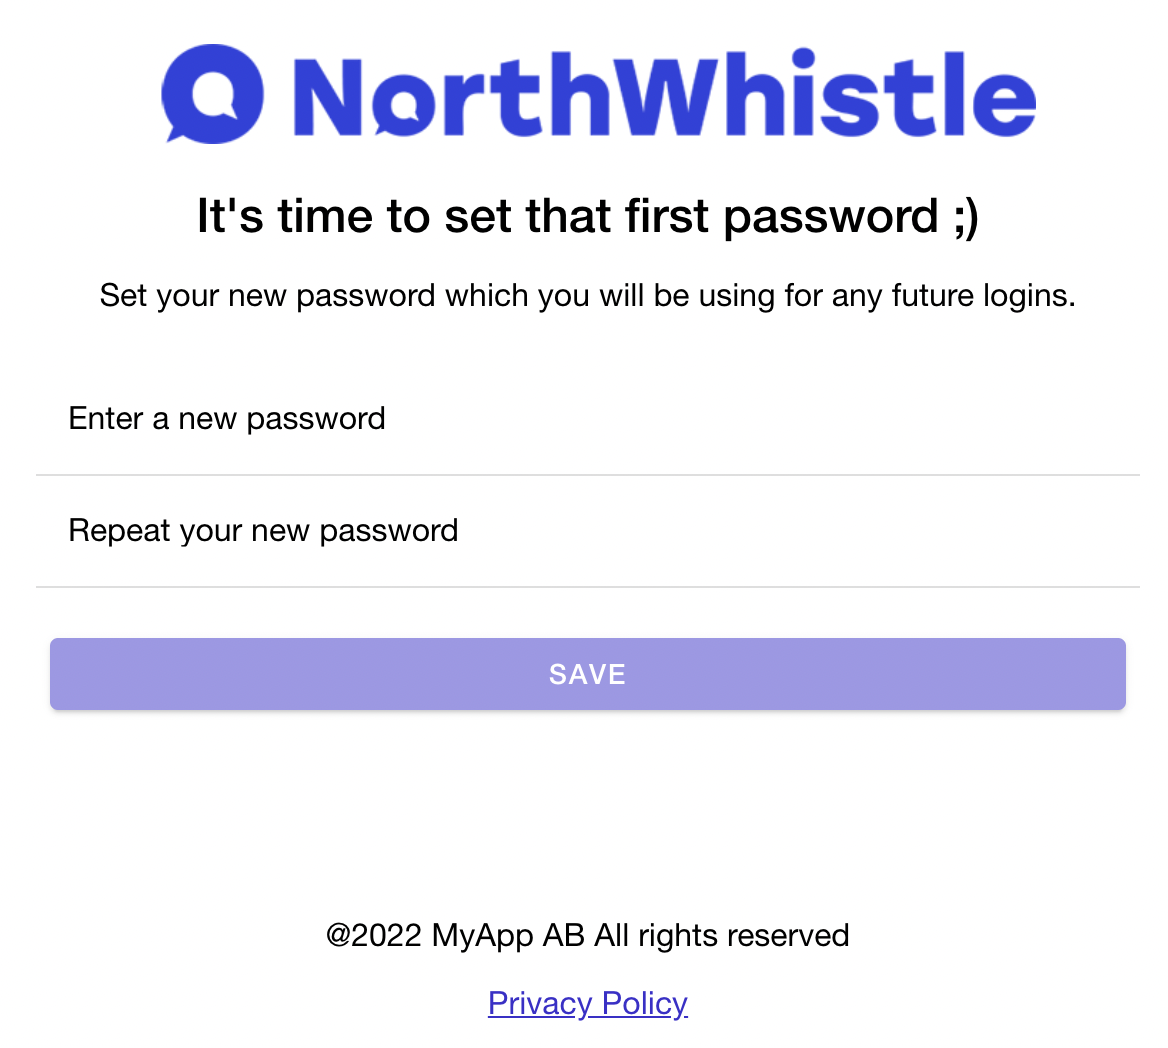 NorthWhistle
It's time to set that first password ;)
Set your new password which you will be using for any future logins.
Enter a new password
Repeat your new password
SAVE
@2022 MyApp AB All rights reserved
Privacy Policy